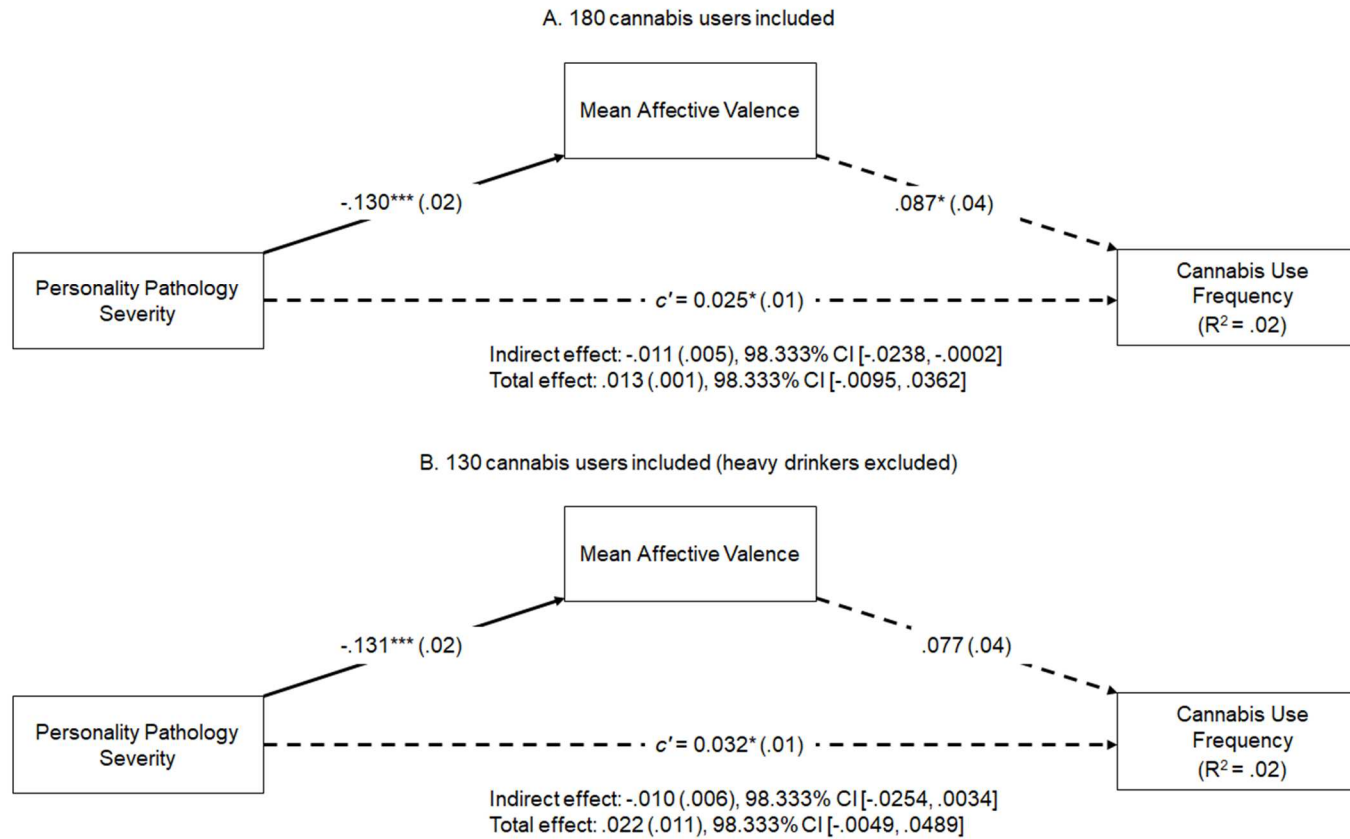 A. 180 cannabis users included
Mean Affective Valence
-.130*** (.02)
.087* (.04)
Personality Pathology
Severity
c' = 0.025* (.01)
Cannabis Use
Frequency
(R² = .02)
Indirect effect: -.011 (.005), 98.333% CI [-.0238, -.0002]
Total effect: .013 (.001), 98.333% CI [-.0095, .0362]
B. 130 cannabis users included (heavy drinkers excluded)
Mean Affective Valence
-.131*** (.02)
.077 (.04)
Personality Pathology
Severity
c' = 0.032* (.01)
Cannabis Use
Frequency
(R² = .02)
Indirect effect: -.010 (.006), 98.333% CI [-.0254, .0034]
Total effect: .022 (.011), 98.333% CI [-.0049, .0489]